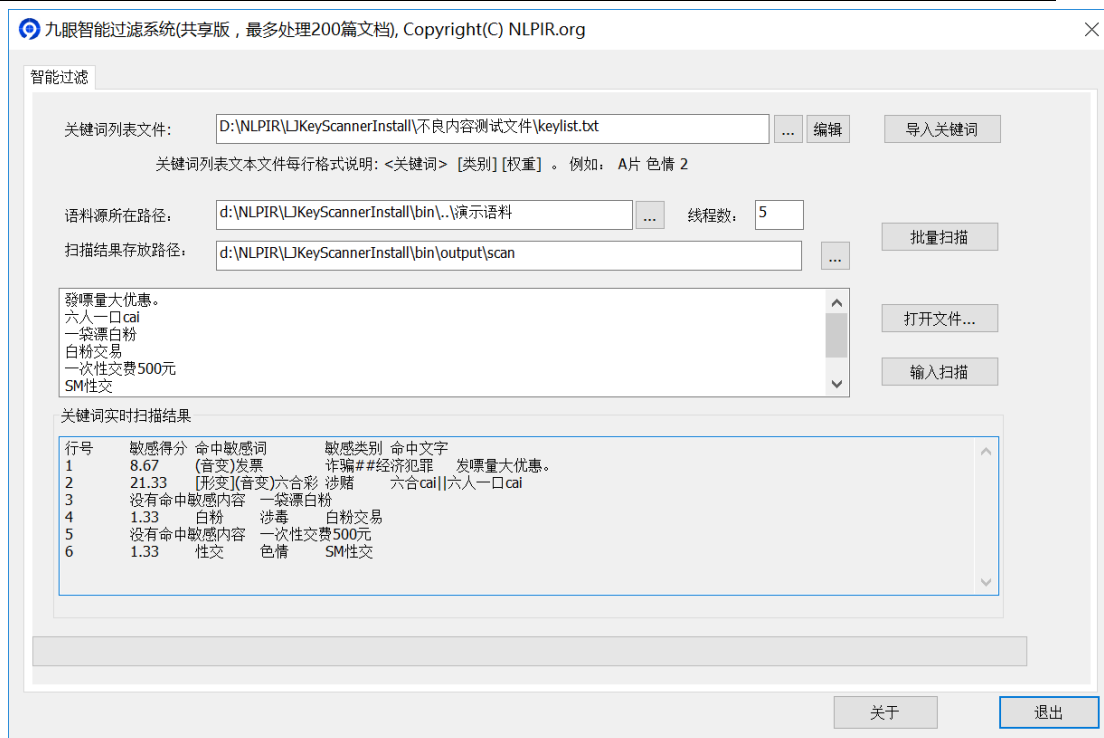 九眼智能过滤系统(共享版，最多处理200篇文档), Copyright(C) NLPIR.org
智能过滤
关键词列表文件: D:\NLPIR\LJKeyScannerInstall\不良内容测试文件\keylist.txt ... 编辑 导入关键词
关键词列表文本文件每行格式说明: <关键词> [类别] [权重] 。 例如: A片 色情 2
语料源所在路径: d:\NLPIR\LJKeyScannerInstall\bin\..\演示语料 ... 线程数: 5
批量扫描
扫描结果存放路径: d:\NLPIR\LJKeyScannerInstall\bin\output\scan ...
發嘌量大优惠。
六人一口cai
一袋漂白粉
白粉交易
一次性交费500元
SM性交
打开文件...
输入扫描
关键词实时扫描结果
行号 敏感得分 命中敏感词 敏感类别 命中文字
1 8.67 (音变)发票 诈骗##经济犯罪 发嘌量大优惠。
2 21.33 [形变](音变)六合彩 涉赌 六合cai||六人一口cai
3 没有命中敏感内容 一袋漂白粉
4 1.33 白粉 涉毒 白粉交易
5 没有命中敏感内容 一次性交费500元
6 1.33 性交 色情 SM性交
关于 退出